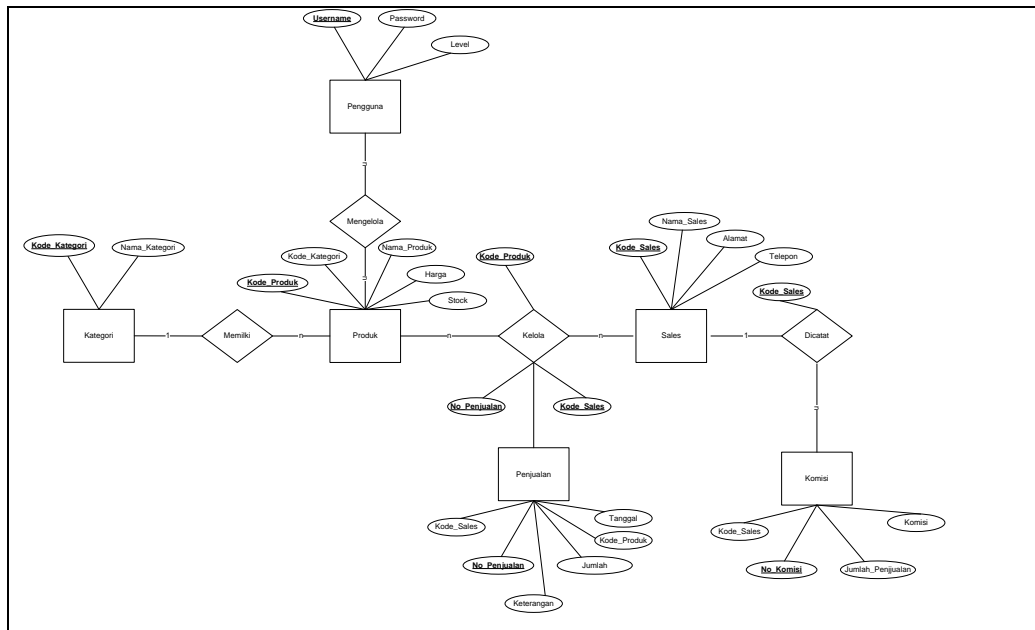 Username
Password
Level
Pengguna
n
Mengelola
n
Kode_Kategori
Nama_Kategori
Kode_Kategori
Nama_Produk
Kode_Produk
Harga
Stock
Kode_Produk
Nama_Sales
Kode_Sales
Alamat
Telepon
Kode_Sales
Kategori
1
Memilki
n
Produk
n
Kelola
n
Sales
1
Dicatat
No_Penjualan
Kode_Sales
n
Penjualan
Komisi
Kode_Sales
Tanggal
Kode_Produk
No_Penjualan
Jumlah
Keterangan
Kode_Sales
Komisi
No_Komisi
Jumlah_Penjjualan